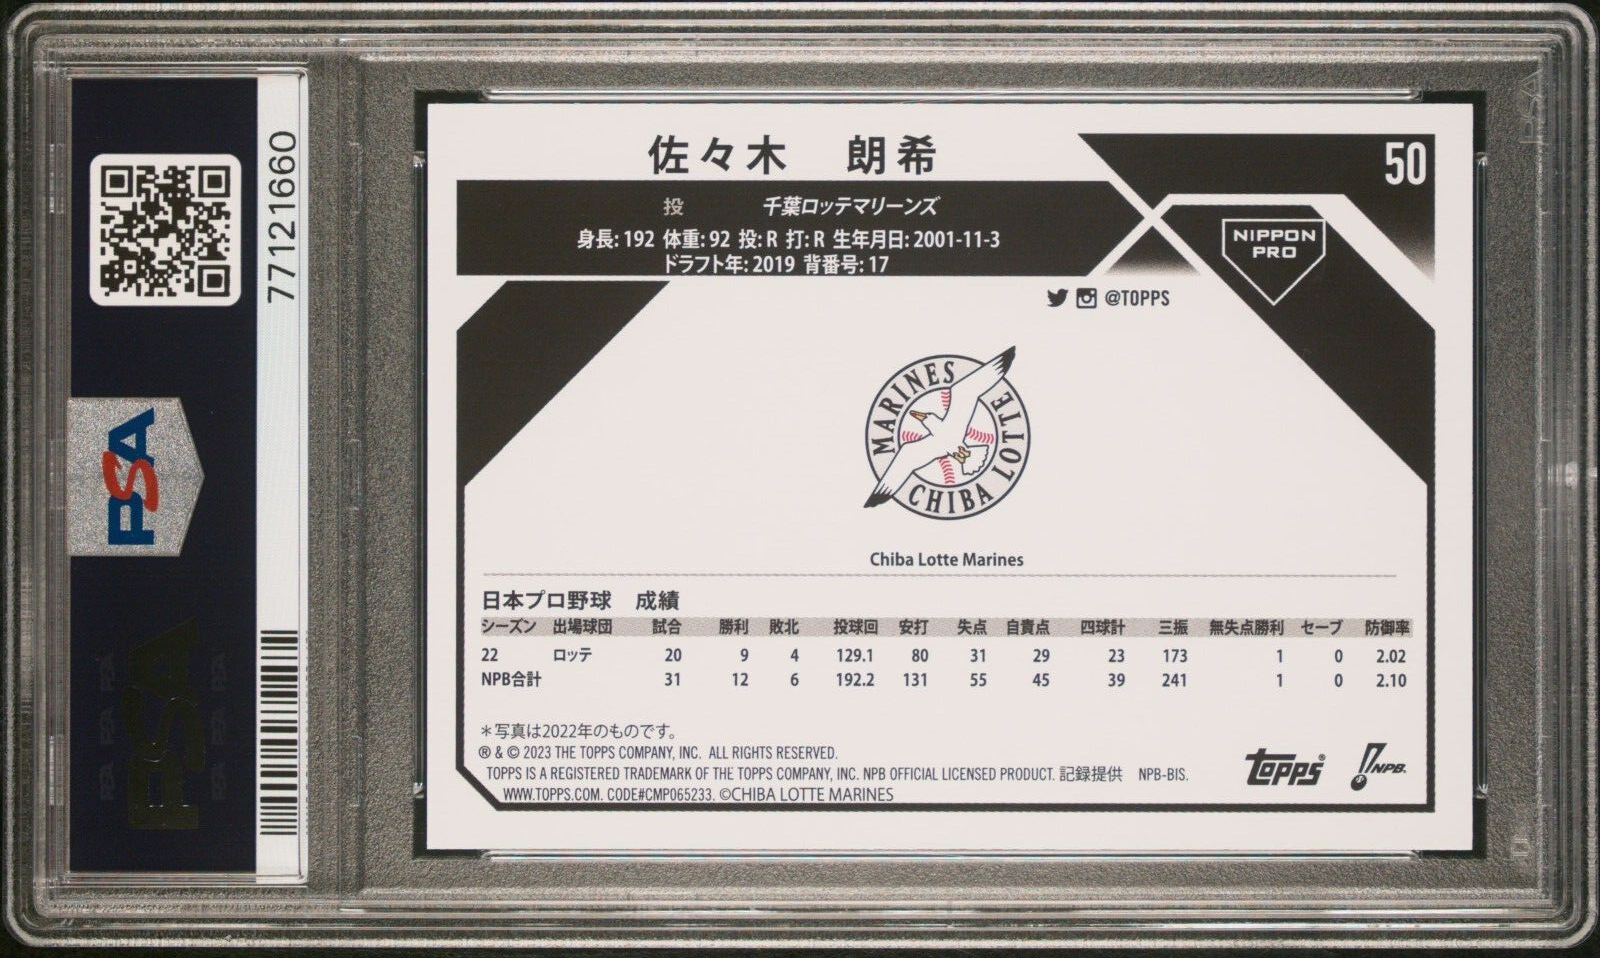 77121660
PSA
佐々木 朗希
50
投 千葉ロッテマリーンズ
身長: 192 体重: 92 投: R 打: R 生年月日: 2001-11-3
ドラフト年: 2019 背番号: 17
NIPPON
PRO
@TOPPS
MARINES
CHIBA LOTTE
Chiba Lotte Marines
日本プロ野球 成績
シーズン 出場球団 試合 勝利 敗北 投球回 安打 失点 自責点 四球計 三振 無失点勝利 セーブ 防御率
22 ロッテ 20 9 4 129.1 80 31 29 23 173 1 0 2.02
NPB合計 31 12 6 192.2 131 55 45 39 241 1 0 2.10
＊写真は2022年のものです。
® & © 2023 THE TOPPS COMPANY, INC. ALL RIGHTS RESERVED.
TOPPS IS A REGISTERED TRADEMARK OF THE TOPPS COMPANY, INC. NPB OFFICIAL LICENSED PRODUCT. 記録提供 NPB-BIS.
WWW.TOPPS.COM. CODE#CMP065233. ©CHIBA LOTTE MARINES
topps®
NPB
PSA